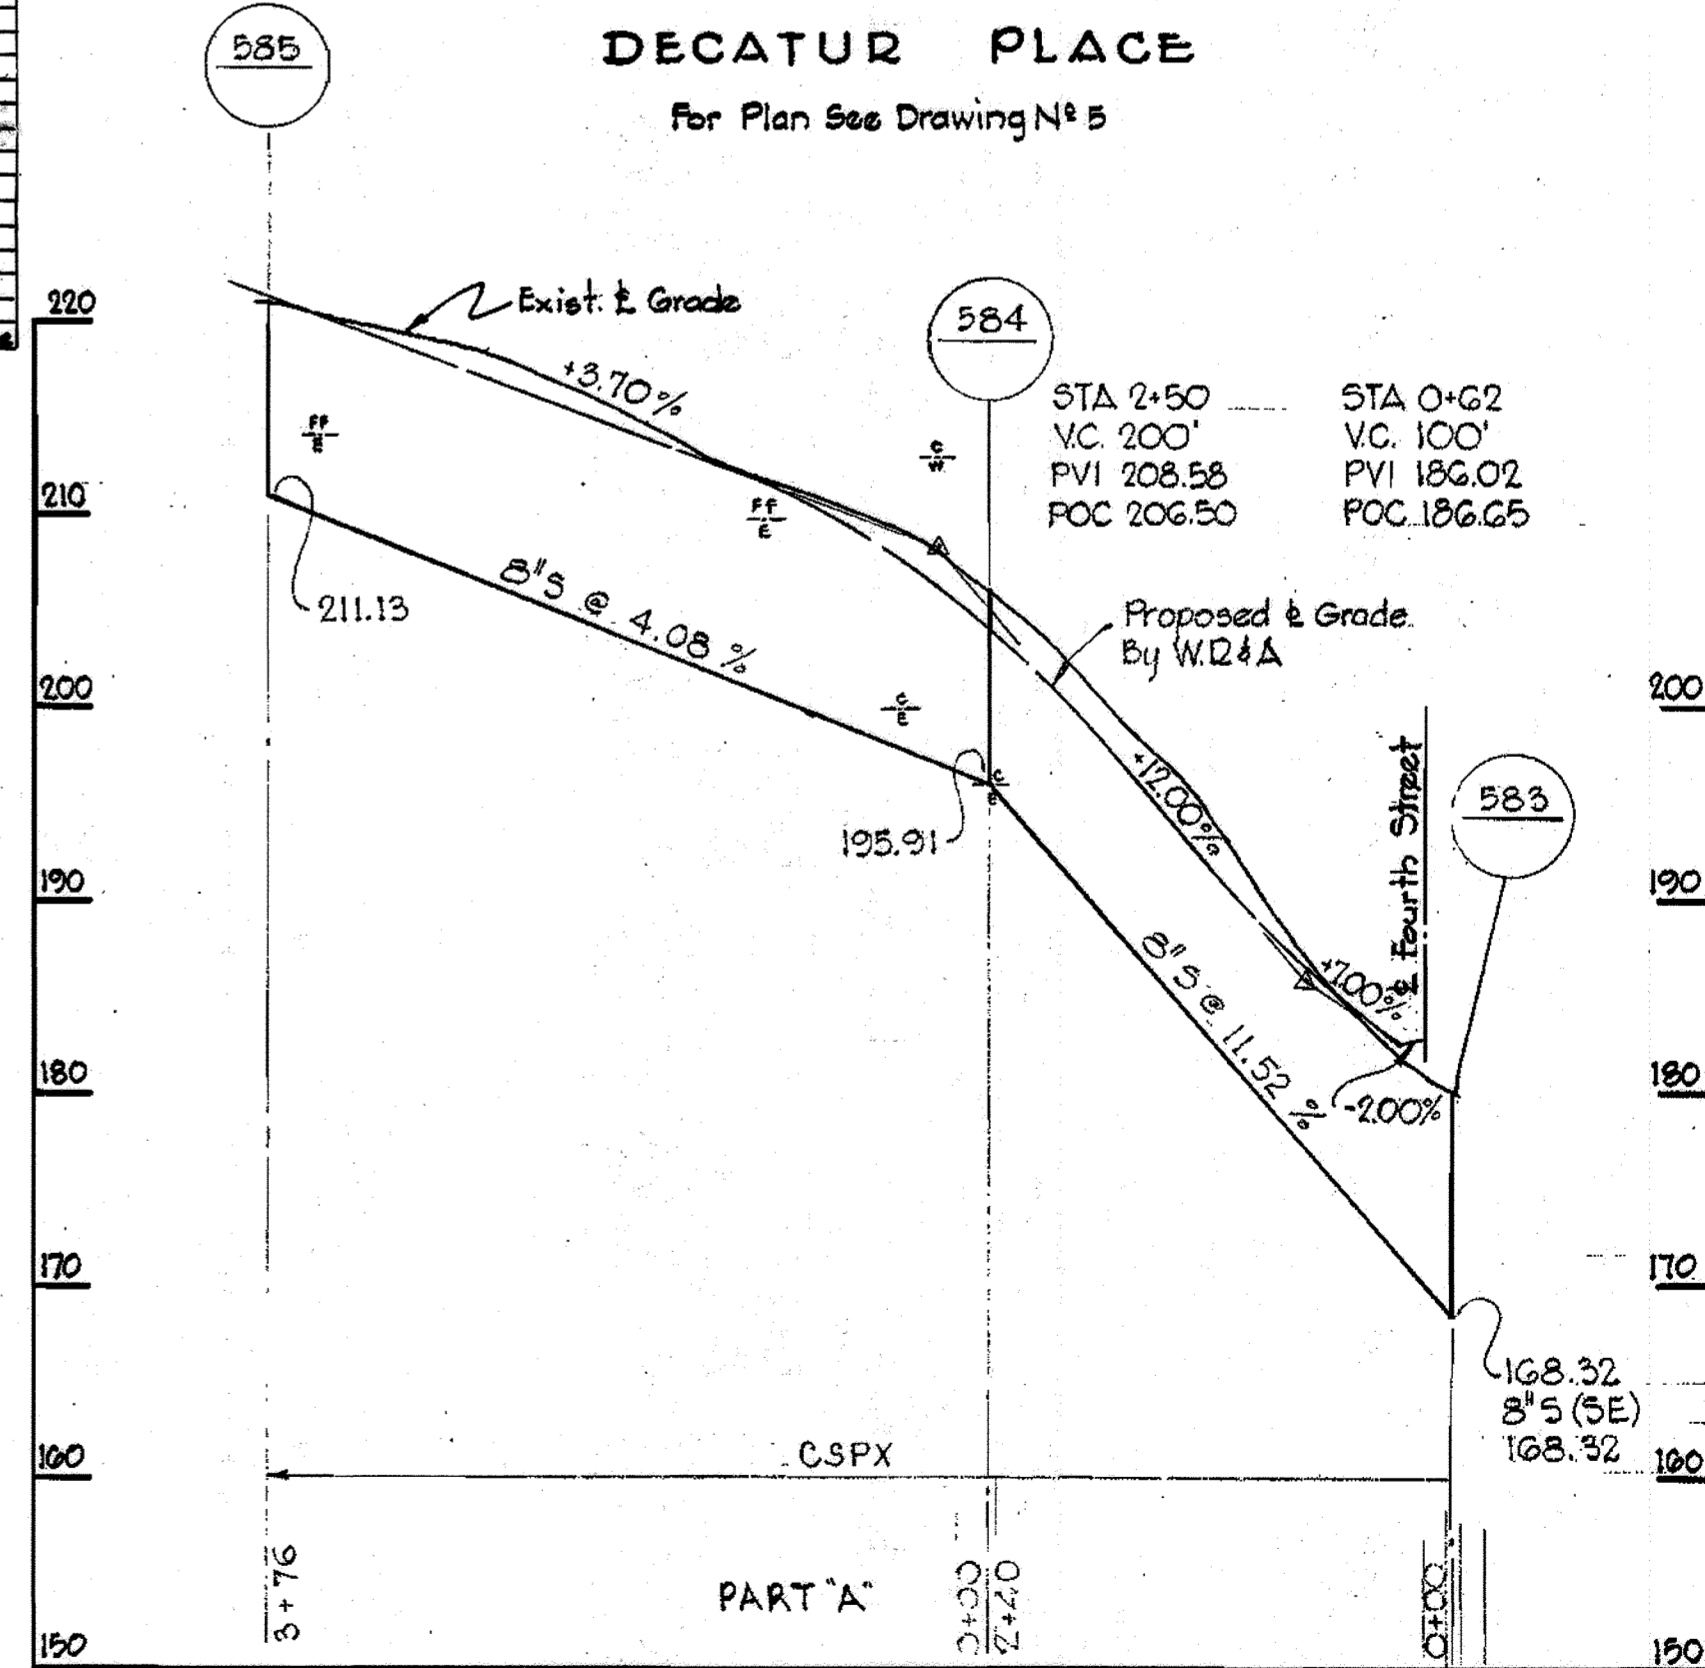 DECATUR PLACE
For Plan See Drawing Nº 5
585
584
583
Exist. ℄ Grade
+3.70%
STA 2+50
V.C. 200'
PVI 208.58
POC 206.50
STA 0+62
V.C. 100'
PVI 186.02
POC 186.65
FF
E
FF
E
C
W
C
E
C
E
211.13
8"S @ 4.08 %
195.91
Proposed ℄ Grade
By W.R&A
+12.00%
℄ Fourth Street
+7.00%
-2.00%
8"S @ 11.52 %
168.32
8"S (SE)
168.32
CSPX
PART "A"
3+76
0+00
2+40
0+00
220
210
200
190
180
170
160
150
200
190
180
170
160
150